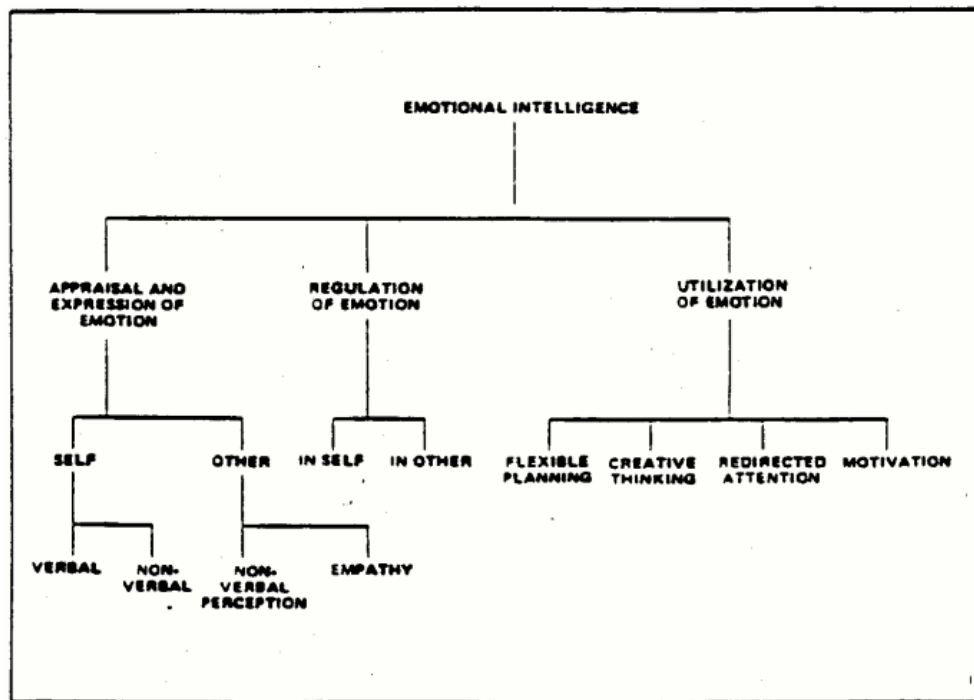 EMOTIONAL INTELLIGENCE
APPRAISAL AND
EXPRESSION OF
EMOTION
REGULATION
OF EMOTION
UTILIZATION
OF EMOTION
SELF
OTHER
IN SELF
IN OTHER
FLEXIBLE
PLANNING
CREATIVE
THINKING
REDIRECTED
ATTENTION
MOTIVATION
VERBAL
NON-
VERBAL
NON-
VERBAL
PERCEPTION
EMPATHY